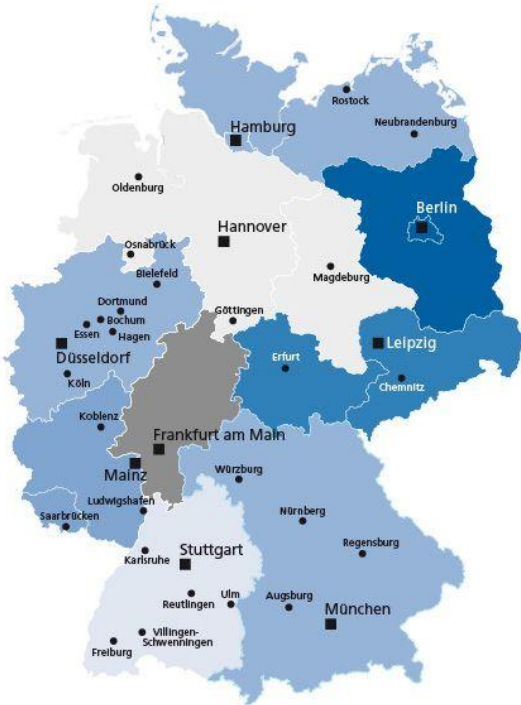 Rostock
Neubrandenburg
Hamburg
Oldenburg
Berlin
Hannover
Osnabrück
Magdeburg
Bielefeld
Dortmund
Bochum
Essen
Hagen
Göttingen
Düsseldorf
Leipzig
Erfurt
Köln
Chemnitz
Koblenz
Frankfurt am Main
Mainz
Würzburg
Ludwigshafen
Saarbrücken
Nürnberg
Karlsruhe
Stuttgart
Regensburg
Reutlingen
Ulm
Augsburg
München
Villingen-
Schwenningen
Freiburg